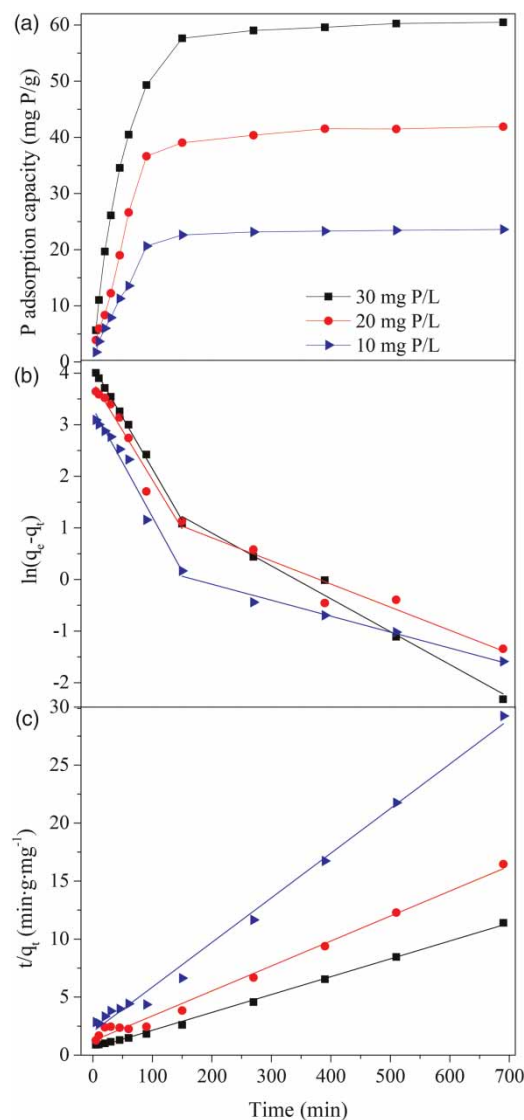 (a)
P adsorption capacity (mg P/g)
60
50
40
30
20
10
0
30 mg P/L
20 mg P/L
10 mg P/L
(b)
ln(qe-qt)
4
3
2
1
0
-1
-2
(c)
t/qt (min·g·mg-1)
30
25
20
15
10
5
0
0 100 200 300 400 500 600 700
Time (min)